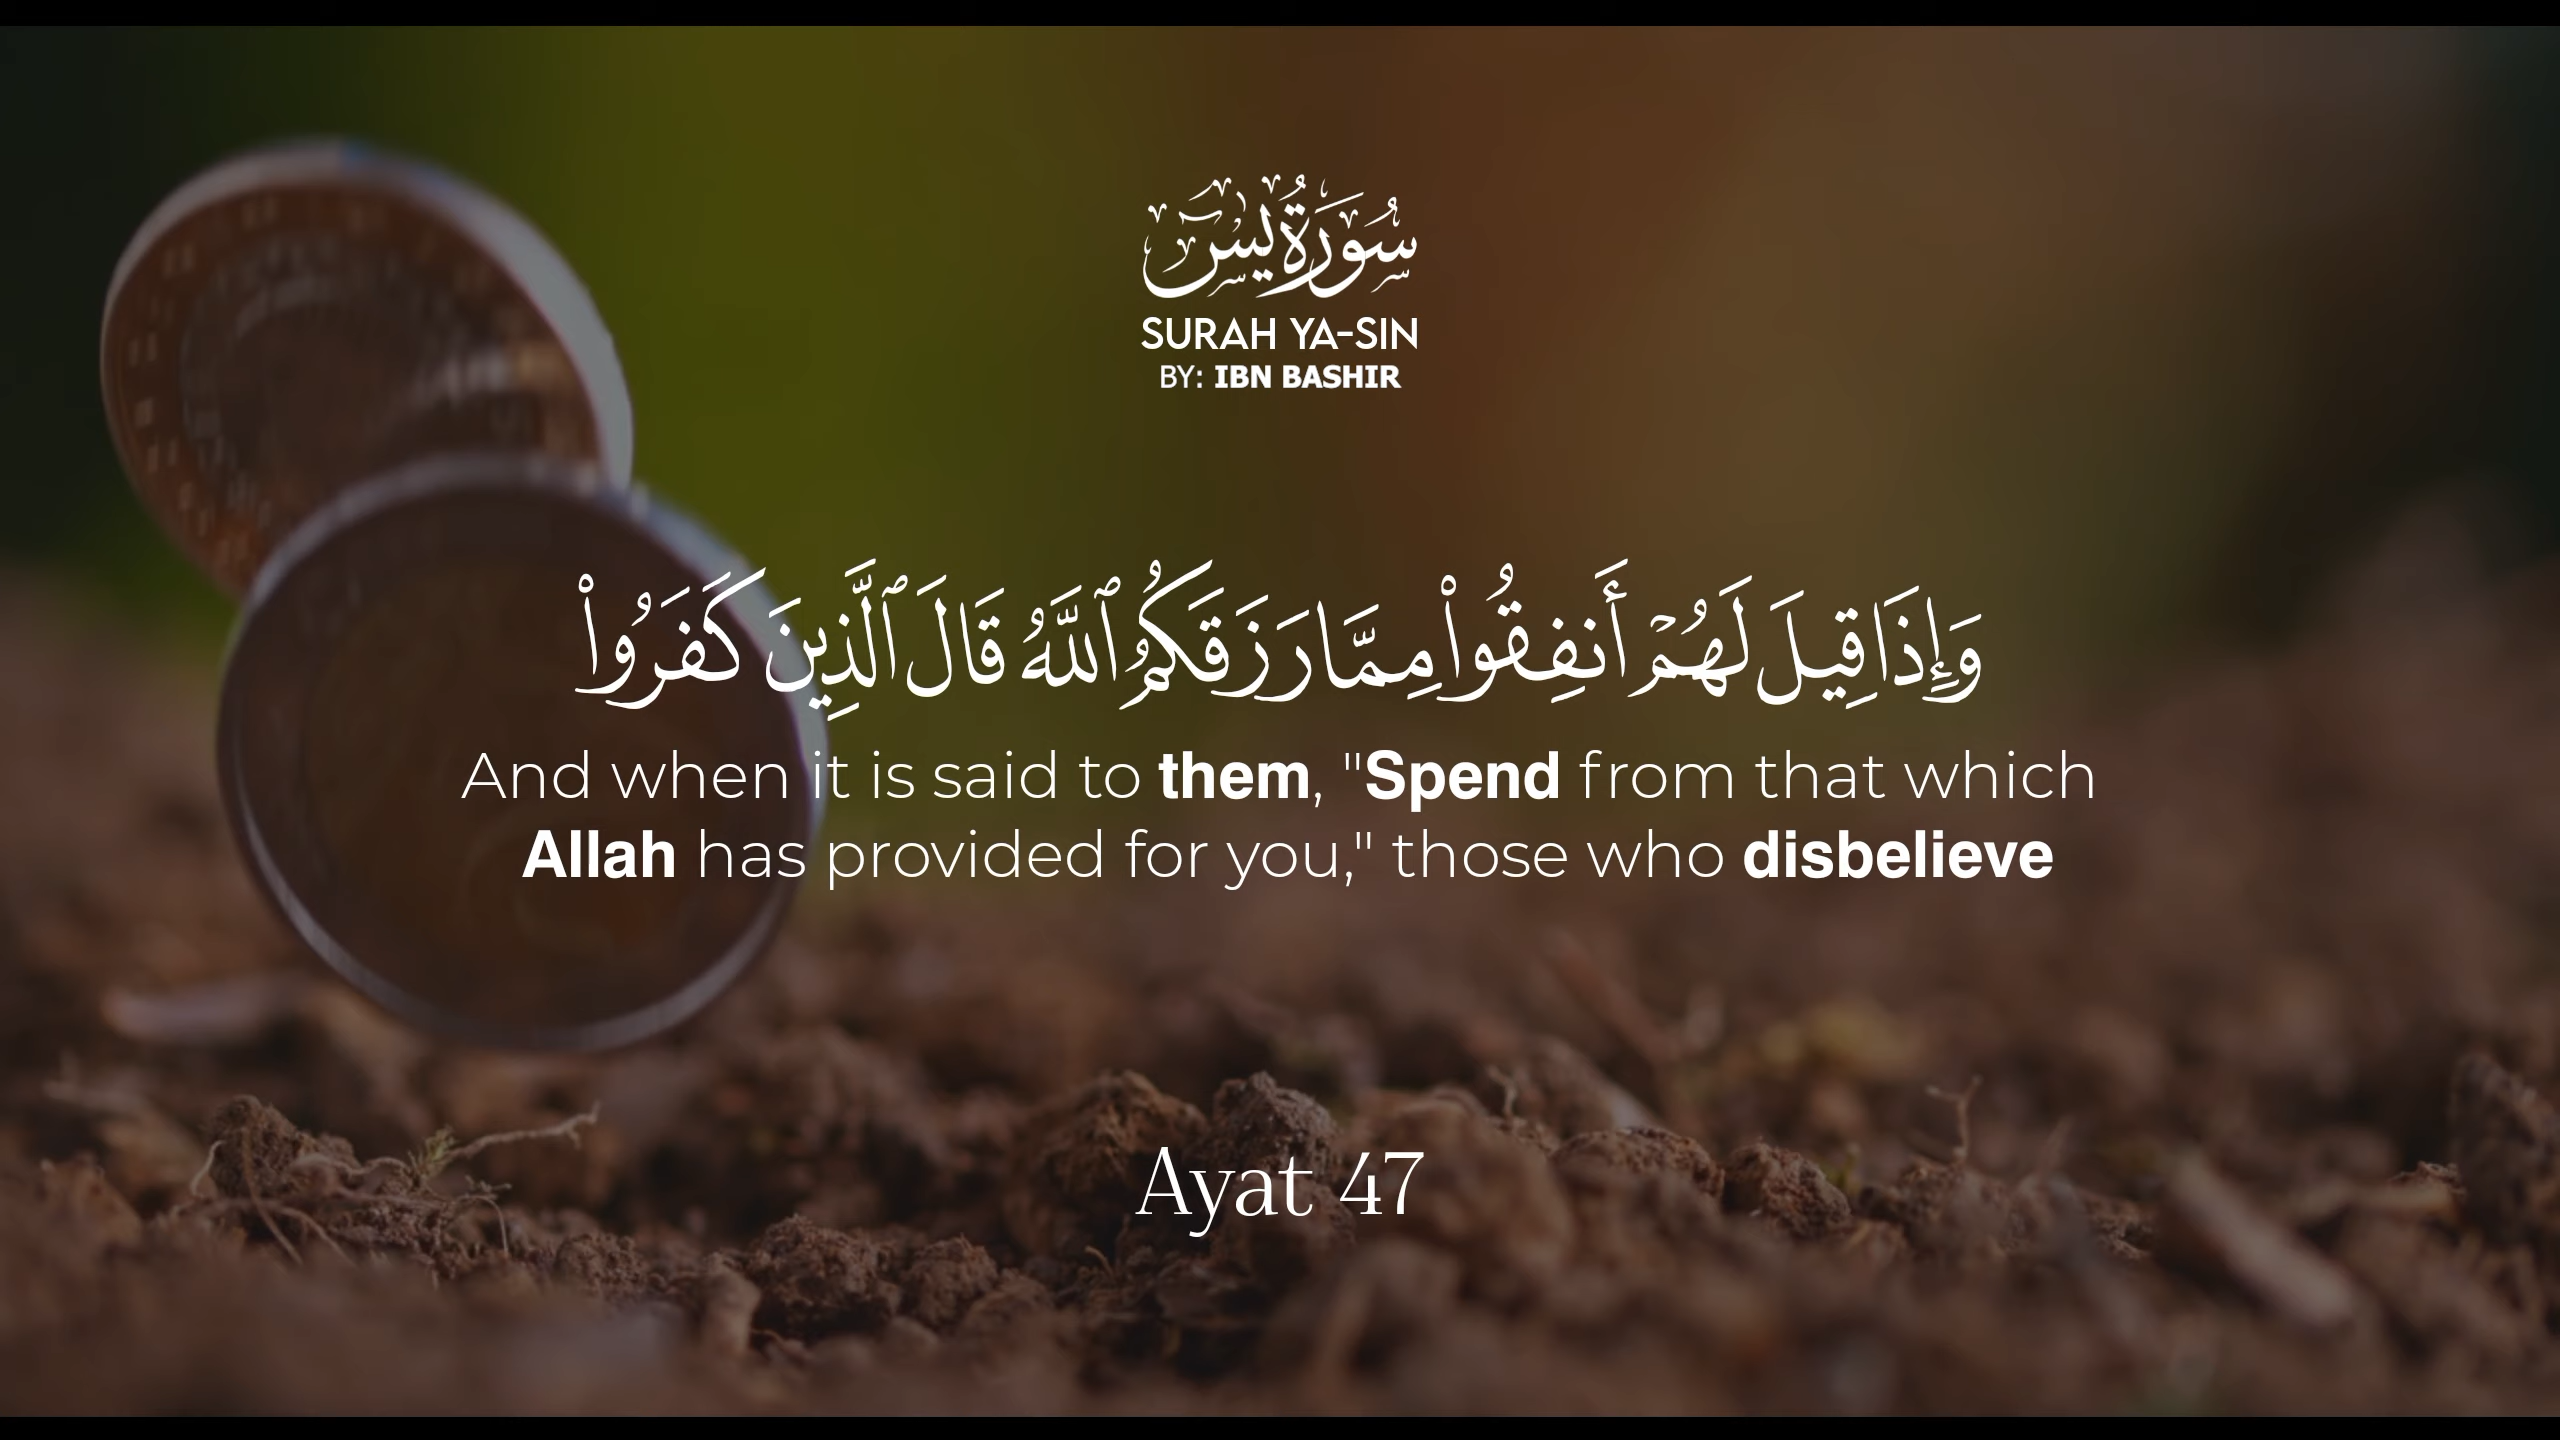 سُورَةُ يسٓ
SURAH YA-SIN
BY: IBN BASHIR
وَإِذَا قِيلَ لَهُمْ أَنفِقُوا۟ مِمَّا رَزَقَكُمُ ٱللَّهُ قَالَ ٱلَّذِينَ كَفَرُوا۟
And when it is said to them, "Spend from that which
Allah has provided for you," those who disbelieve
Ayat 47